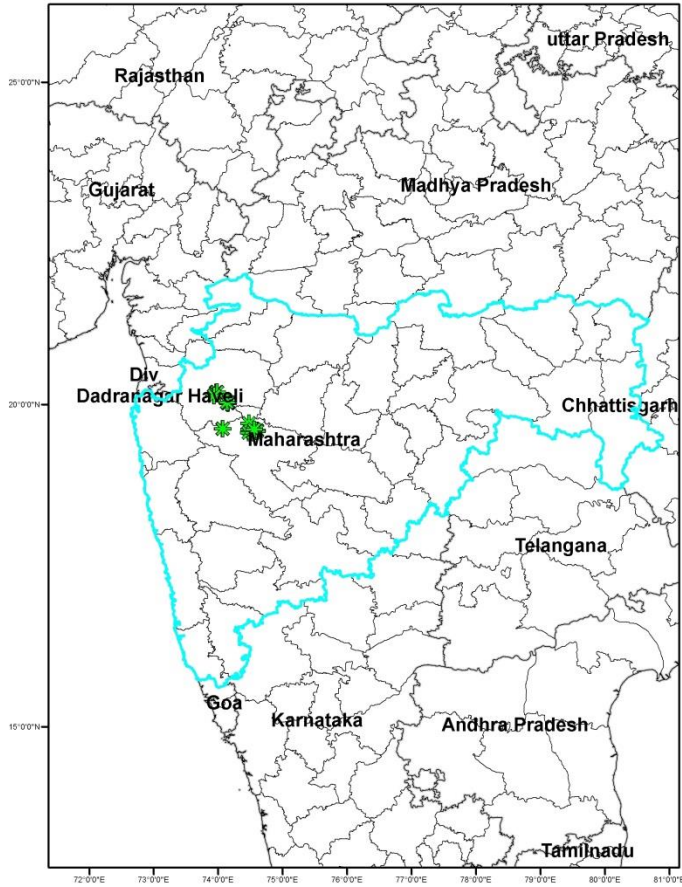 uttar Pradesh
25°0'0"N
Rajasthan
Madhya Pradesh
Gujarat
Div
Dadranagar Haveli
20°0'0"N
Chhattisgarh
Maharashtra
Telangana
Goa
15°0'0"N
Karnataka
Andhra Pradesh
Tamilnadu
72°0'0"E 73°0'0"E 74°0'0"E 75°0'0"E 76°0'0"E 77°0'0"E 78°0'0"E 79°0'0"E 80°0'0"E 81°0'0"E